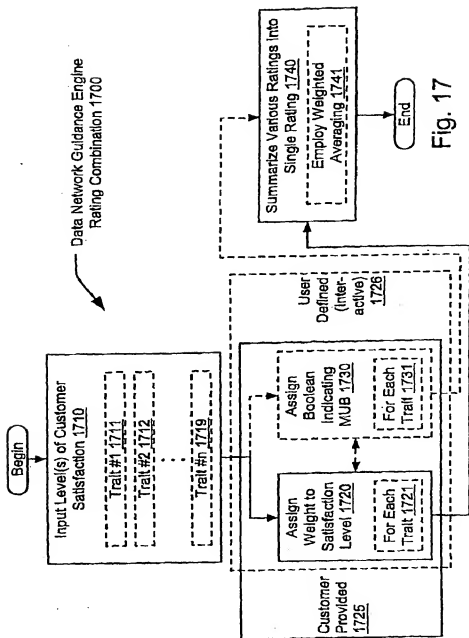 Data Network Guidance Engine
Rating Combination 1700
Begin
Input Level(s) of Customer
Satisfaction 1710
Trait #1 1711
Trait #2 1712
Trait #n 1719
Customer
Provided
1725
Assign
Weight to
Satisfaction
Level 1720
For Each
Trait 1721
Assign
Boolean
Indicating
MUB 1730
For Each
Trait 1731
User
Defined
(Inter-
active)
1726
Summarize Various Ratings Into
Single Rating 1740
Employ Weighted
Averaging 1741
End
Fig. 17